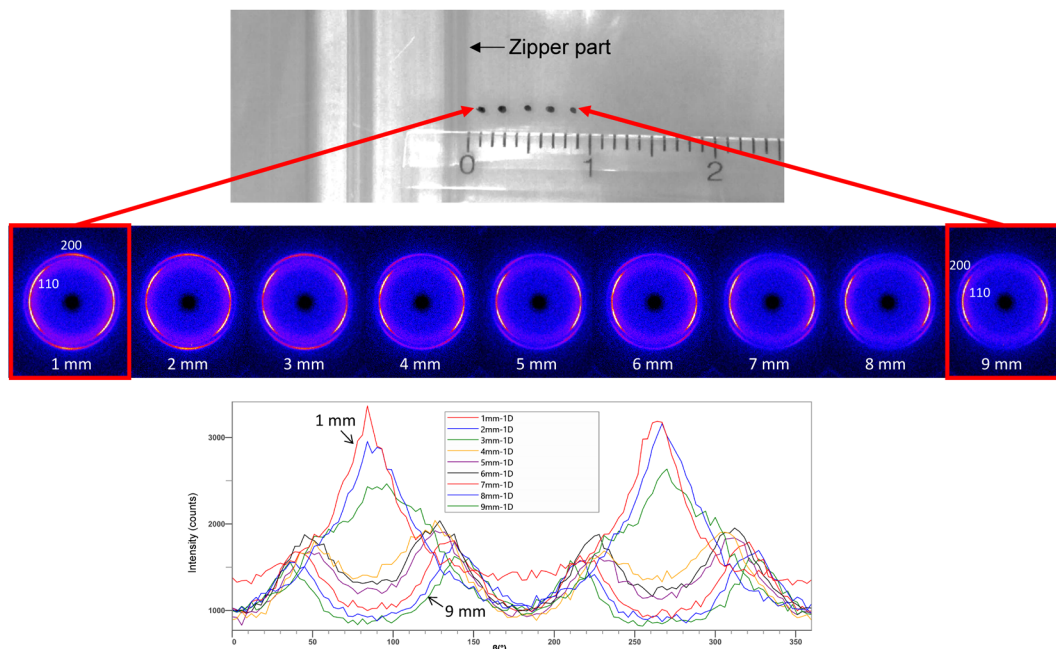 Zipper part
0 1 2
200
110
200
110
1 mm 2 mm 3 mm 4 mm 5 mm 6 mm 7 mm 8 mm 9 mm
1 mm
1mm-1D
2mm-1D
3mm-1D
4mm-1D
5mm-1D
6mm-1D
7mm-1D
8mm-1D
9mm-1D
3000
2000
1000
Intensity (counts)
9 mm
0 50 100 150 200 250 300 350
β(°)